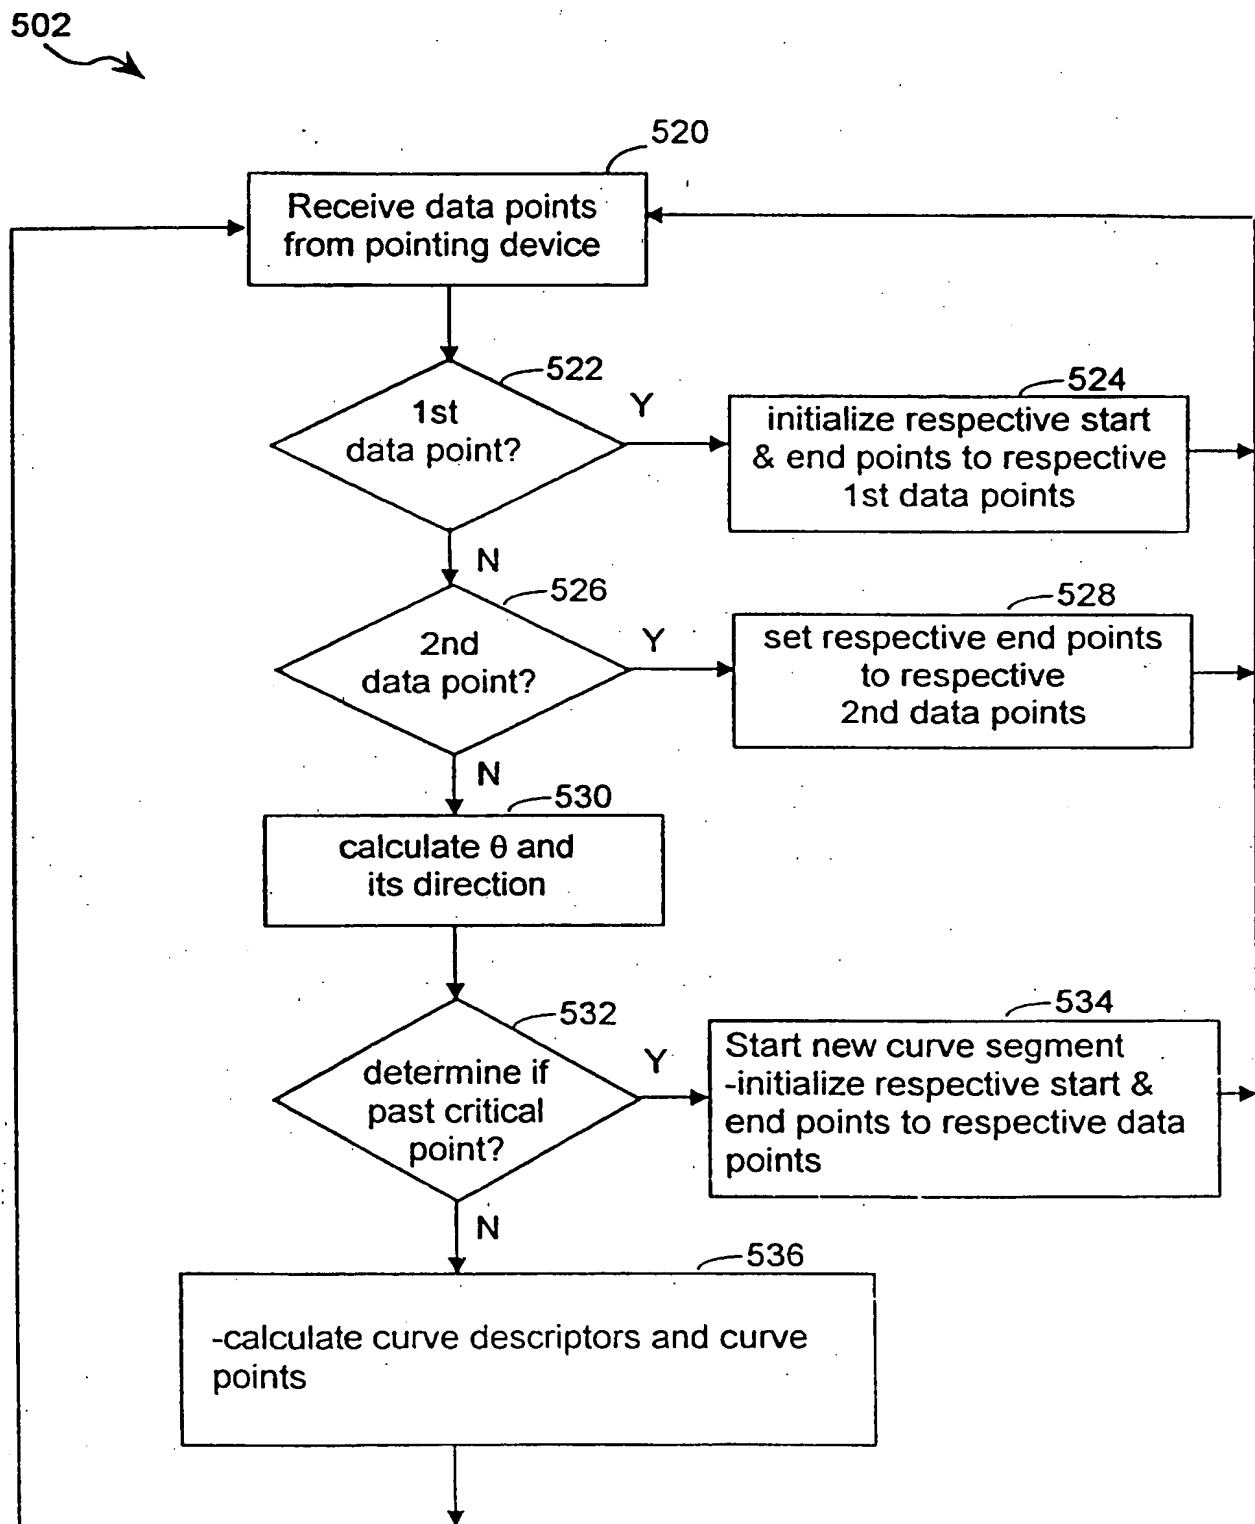 502
520
Receive data points
from pointing device
522
1st
data point?
Y
524
initialize respective start
& end points to respective
1st data points
N
526
2nd
data point?
Y
528
set respective end points
to respective
2nd data points
N
530
calculate θ and
its direction
532
determine if
past critical
point?
Y
534
Start new curve segment
-initialize respective start &
end points to respective data
points
N
536
-calculate curve descriptors and curve
points